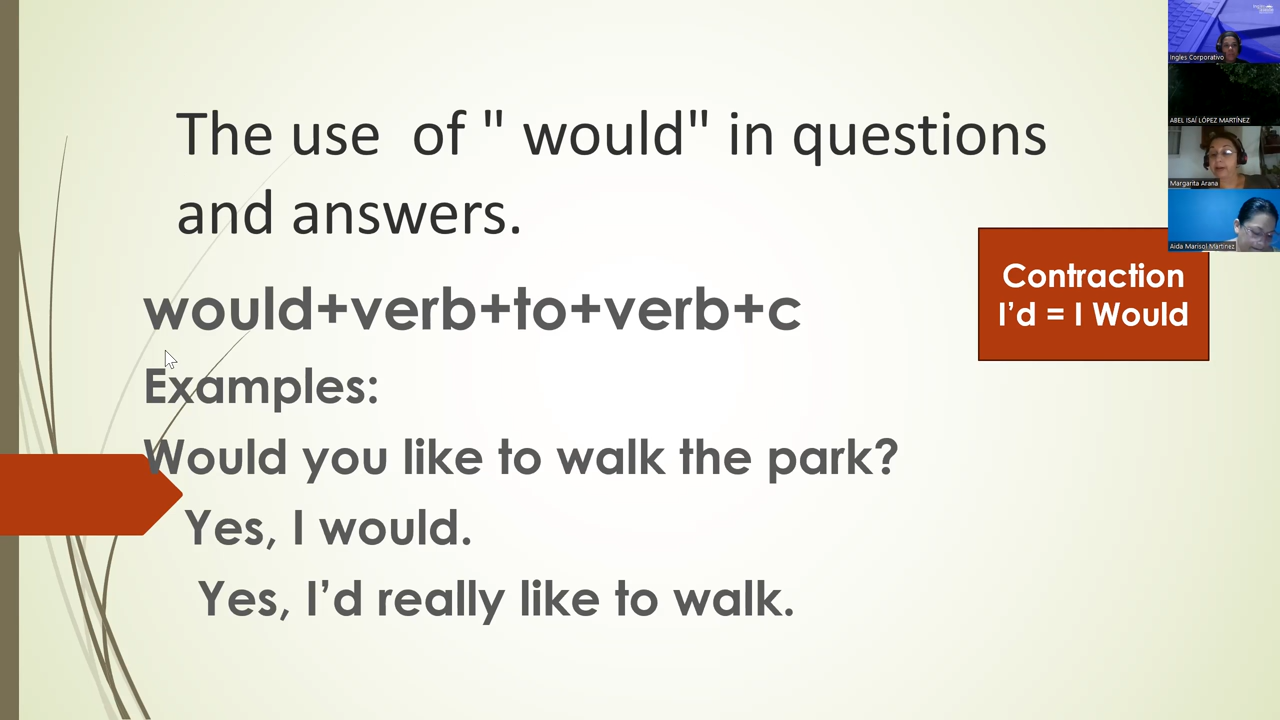 The use of " would" in questions
and answers.
would+verb+to+verb+c
Examples:
Would you like to walk the park?
Yes, I would.
Yes, I’d really like to walk.
Contraction
I’d = I Would
Ingles Corporativo
ABEL ISAÍ LÓPEZ MARTÍNEZ
Margarita Arana
Aida Marisol Martinez